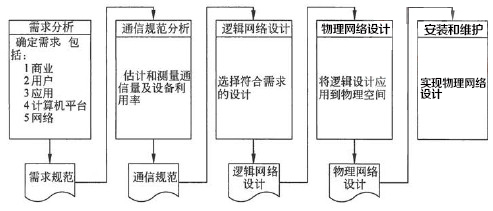 需求分析
确定需求 包
括：
1 商业
2 用户
3 应用
4 计算机平台
5 网络
需求规范
通信规范分析
估计和测量通
信量及设备利
用率
通信规范
逻辑网络设计
选择符合需求
的设计
逻辑网络
设计
物理网络设计
将逻辑设计应
用到物理空间
物理网络
设计
安装和维护
实现物理网络
设计